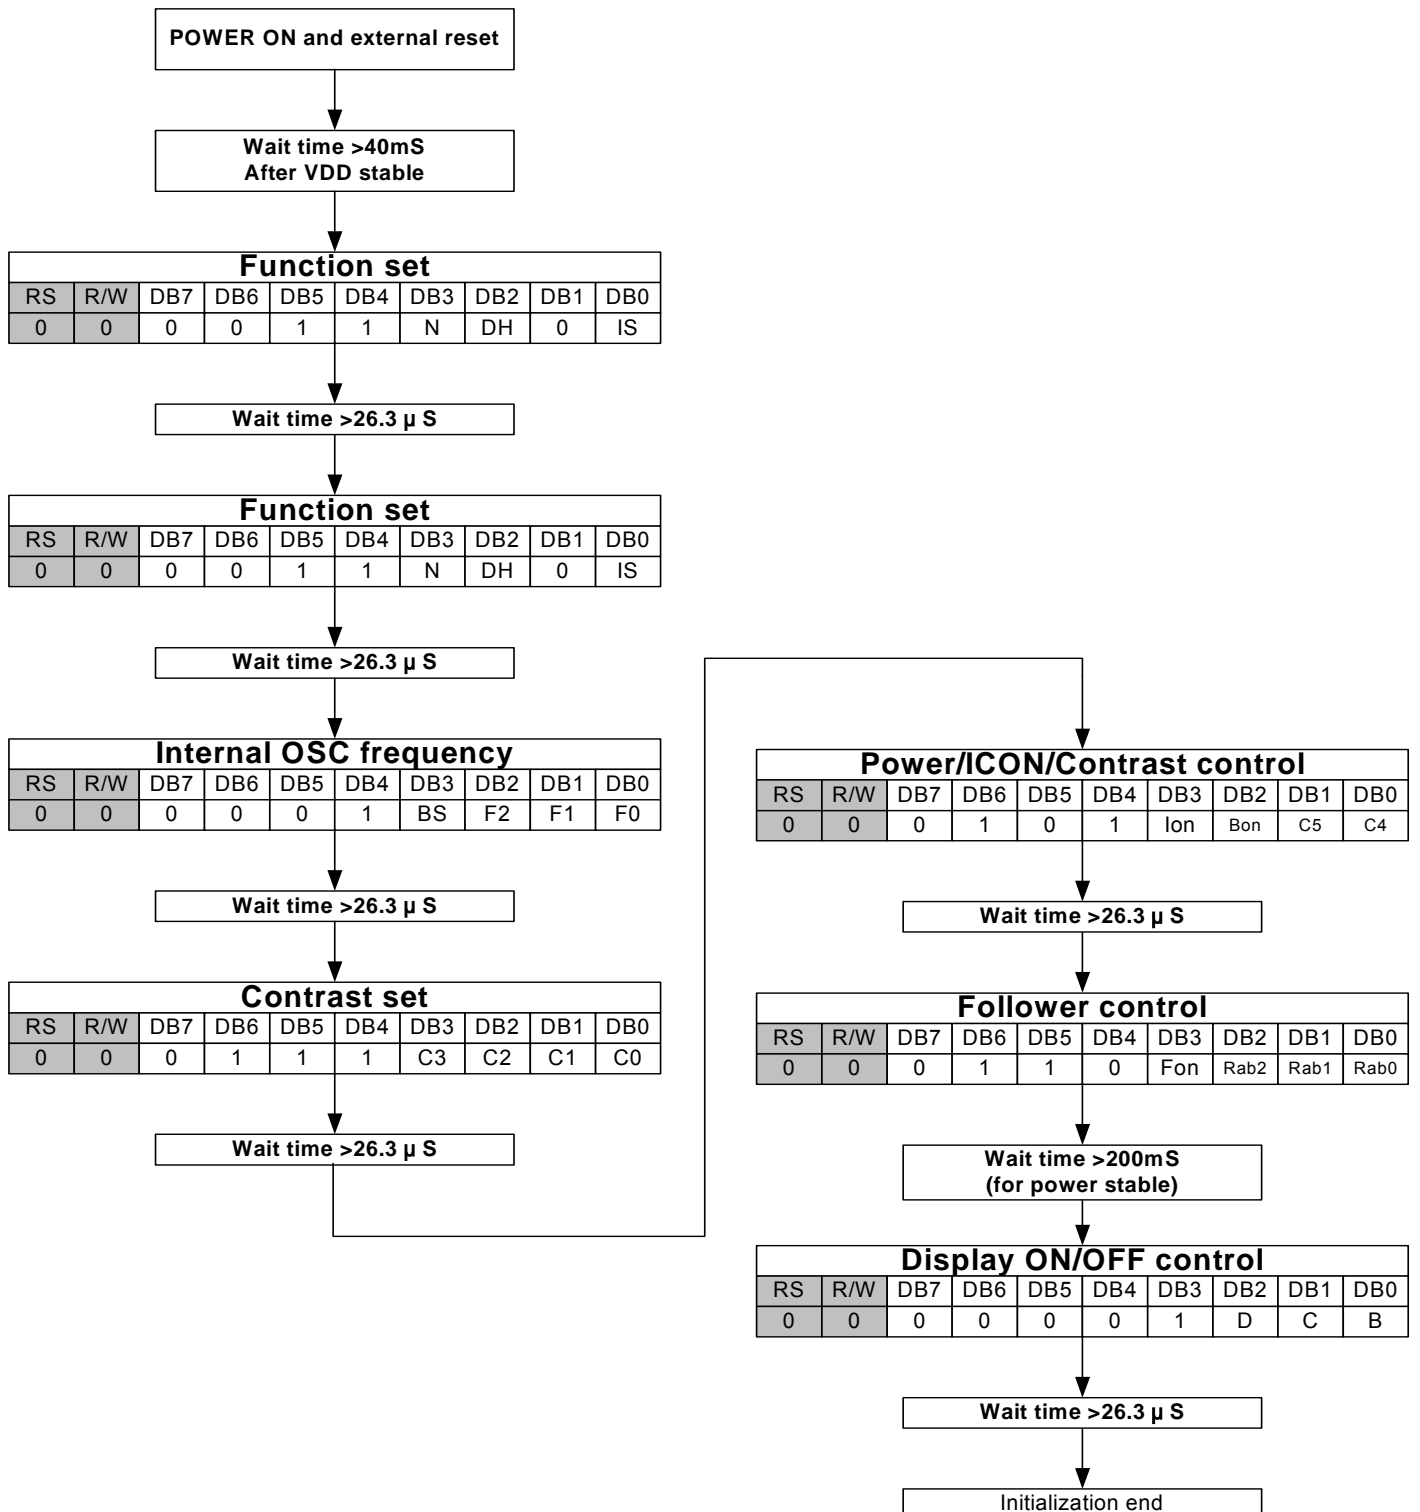 POWER ON and external reset
Wait time >40mS
After VDD stable
Function set
RS R/W DB7 DB6 DB5 DB4 DB3 DB2 DB1 DB0
0 0 0 0 1 1 N DH 0 IS
Wait time >26.3 µ S
Function set
RS R/W DB7 DB6 DB5 DB4 DB3 DB2 DB1 DB0
0 0 0 0 1 1 N DH 0 IS
Wait time >26.3 µ S
Internal OSC frequency
RS R/W DB7 DB6 DB5 DB4 DB3 DB2 DB1 DB0
0 0 0 0 0 1 BS F2 F1 F0
Wait time >26.3 µ S
Contrast set
RS R/W DB7 DB6 DB5 DB4 DB3 DB2 DB1 DB0
0 0 0 1 1 1 C3 C2 C1 C0
Wait time >26.3 µ S
Power/ICON/Contrast control
RS R/W DB7 DB6 DB5 DB4 DB3 DB2 DB1 DB0
0 0 0 1 0 1 Ion Bon C5 C4
Wait time >26.3 µ S
Follower control
RS R/W DB7 DB6 DB5 DB4 DB3 DB2 DB1 DB0
0 0 0 1 1 0 Fon Rab2 Rab1 Rab0
Wait time >200mS
(for power stable)
Display ON/OFF control
RS R/W DB7 DB6 DB5 DB4 DB3 DB2 DB1 DB0
0 0 0 0 0 0 1 D C B
Wait time >26.3 µ S
Initialization end